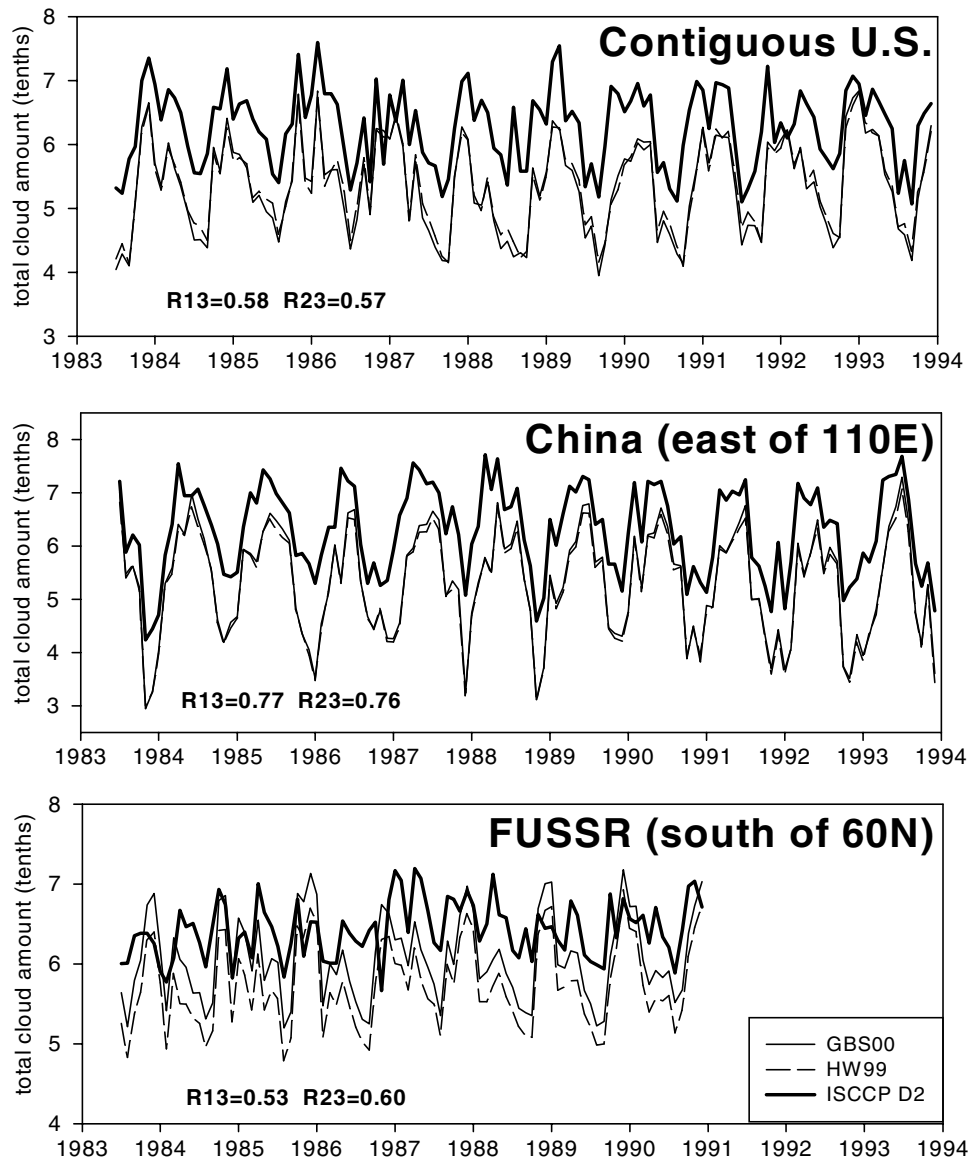 Contiguous U.S.
total cloud amount (tenths)
8
7
6
5
4
3
R13=0.58 R23=0.57
1983 1984 1985 1986 1987 1988 1989 1990 1991 1992 1993 1994
China (east of 110E)
total cloud amount (tenths)
8
7
6
5
4
3
R13=0.77 R23=0.76
1983 1984 1985 1986 1987 1988 1989 1990 1991 1992 1993 1994
FUSSR (south of 60N)
total cloud amount (tenths)
8
7
6
5
4
R13=0.53 R23=0.60
GBS00
HW99
ISCCP D2
1983 1984 1985 1986 1987 1988 1989 1990 1991 1992 1993 1994